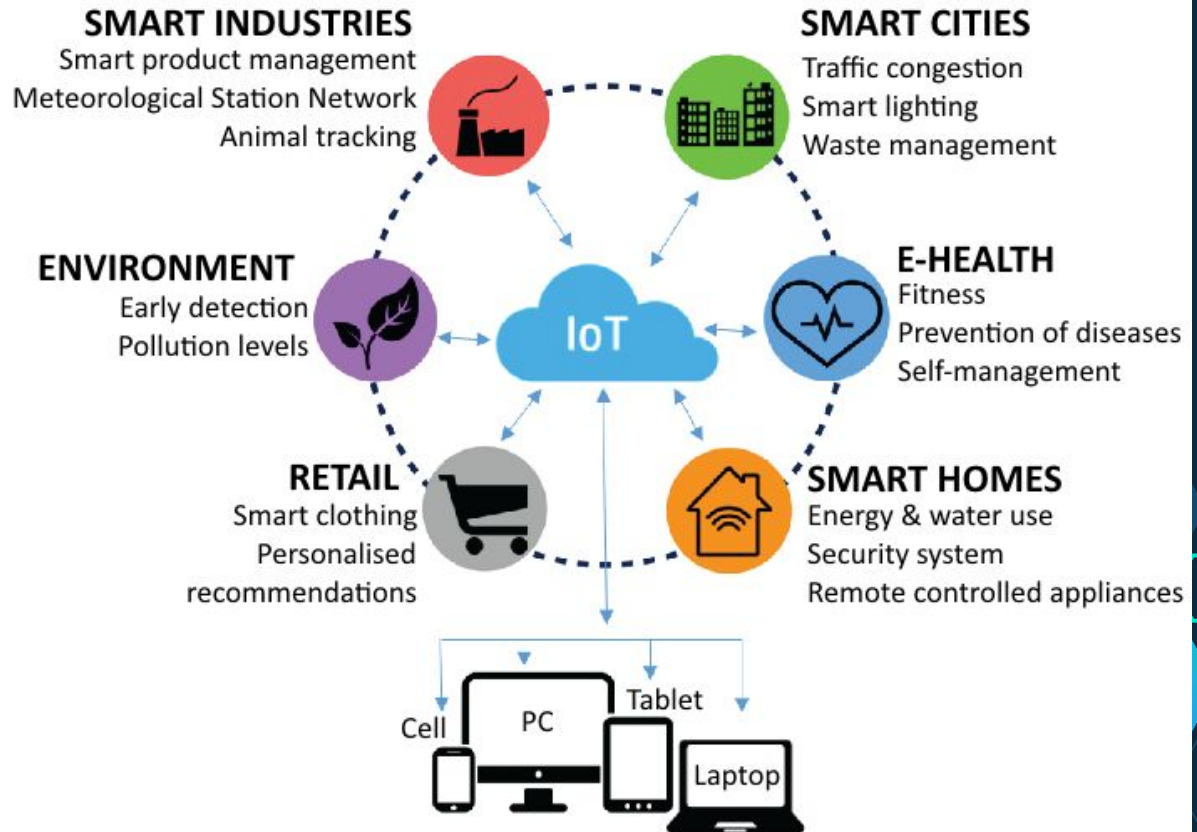 SMART INDUSTRIES
Smart product management
Meteorological Station Network
Animal tracking
SMART CITIES
Traffic congestion
Smart lighting
Waste management
ENVIRONMENT
Early detection
Pollution levels
IoT
E-HEALTH
Fitness
Prevention of diseases
Self-management
RETAIL
Smart clothing
Personalised
recommendations
SMART HOMES
Energy & water use
Security system
Remote controlled appliances
Cell
PC
Tablet
Laptop